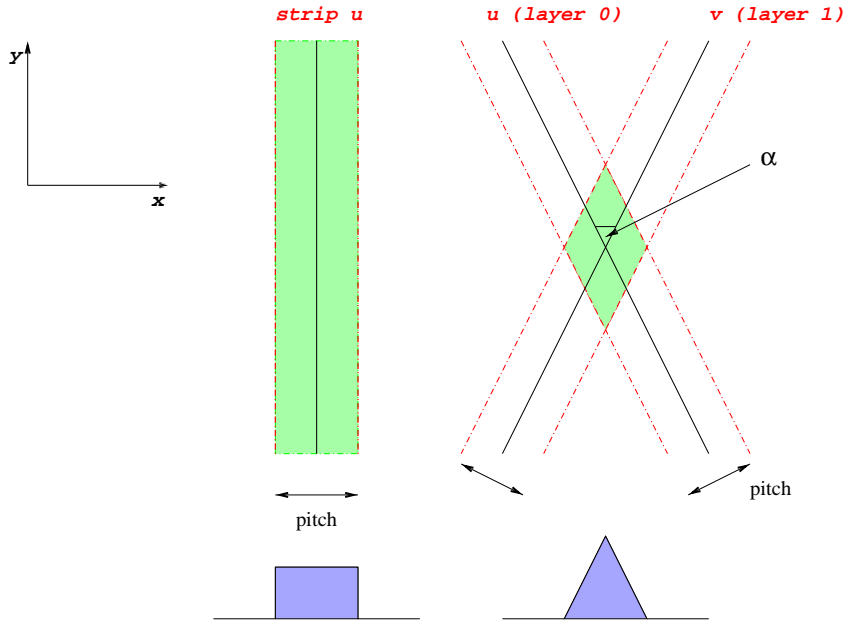 strip u
u (layer 0)
v (layer 1)
y
x
α
pitch
pitch